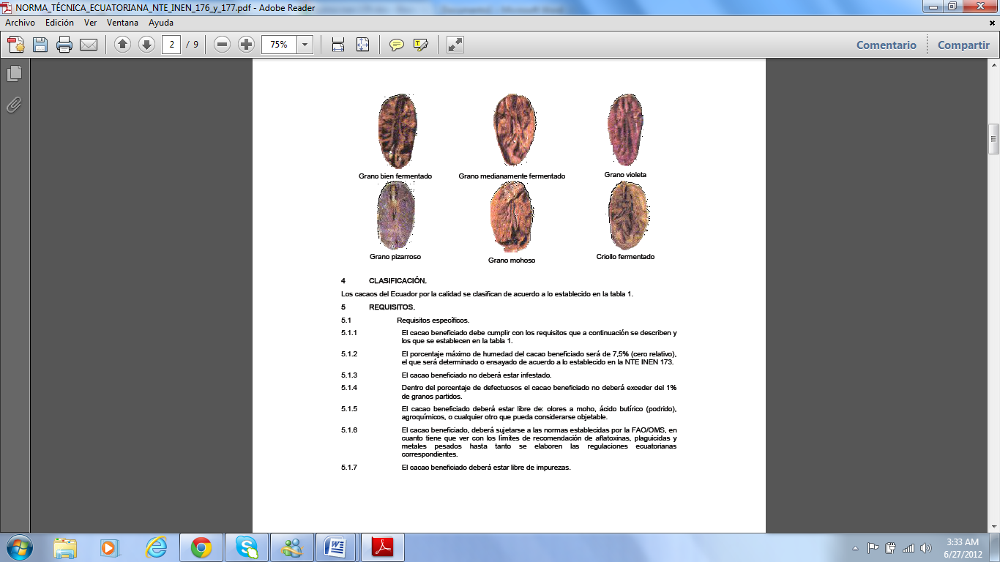 NORMA_TÉCNICA_ECUATORIANA_NTE_INEN_176_y_177.pdf - Adobe Reader
Archivo Edición Ver Ventana Ayuda
2 / 9 75% Comentario Compartir
Grano bien fermentado Grano medianamente fermentado Grano violeta
Grano pizarroso Grano mohoso Criollo fermentado
4 CLASIFICACIÓN.
Los cacaos del Ecuador por la calidad se clasifican de acuerdo a lo establecido en la tabla 1.
5 REQUISITOS.
5.1 Requisitos específicos.
5.1.1 El cacao beneficiado debe cumplir con los requisitos que a continuación se describen y
los que se establecen en la tabla 1.
5.1.2 El porcentaje máximo de humedad del cacao beneficiado será de 7,5% (cero relativo),
el que será determinado o ensayado de acuerdo a lo establecido en la NTE INEN 173.
5.1.3 El cacao beneficiado no deberá estar infestado.
5.1.4 Dentro del porcentaje de defectuosos el cacao beneficiado no deberá exceder del 1%
de granos partidos.
5.1.5 El cacao beneficiado deberá estar libre de: olores a moho, ácido butírico (podrido),
agroquímicos, o cualquier otro que pueda considerarse objetable.
5.1.6 El cacao beneficiado, deberá sujetarse a las normas establecidas por la FAO/OMS, en
cuanto tiene que ver con los límites de recomendación de aflatoxinas, plaguicidas y
metales pesados hasta tanto se elaboren las regulaciones ecuatorianas
correspondientes.
5.1.7 El cacao beneficiado deberá estar libre de impurezas.
3:33 AM
6/27/2012